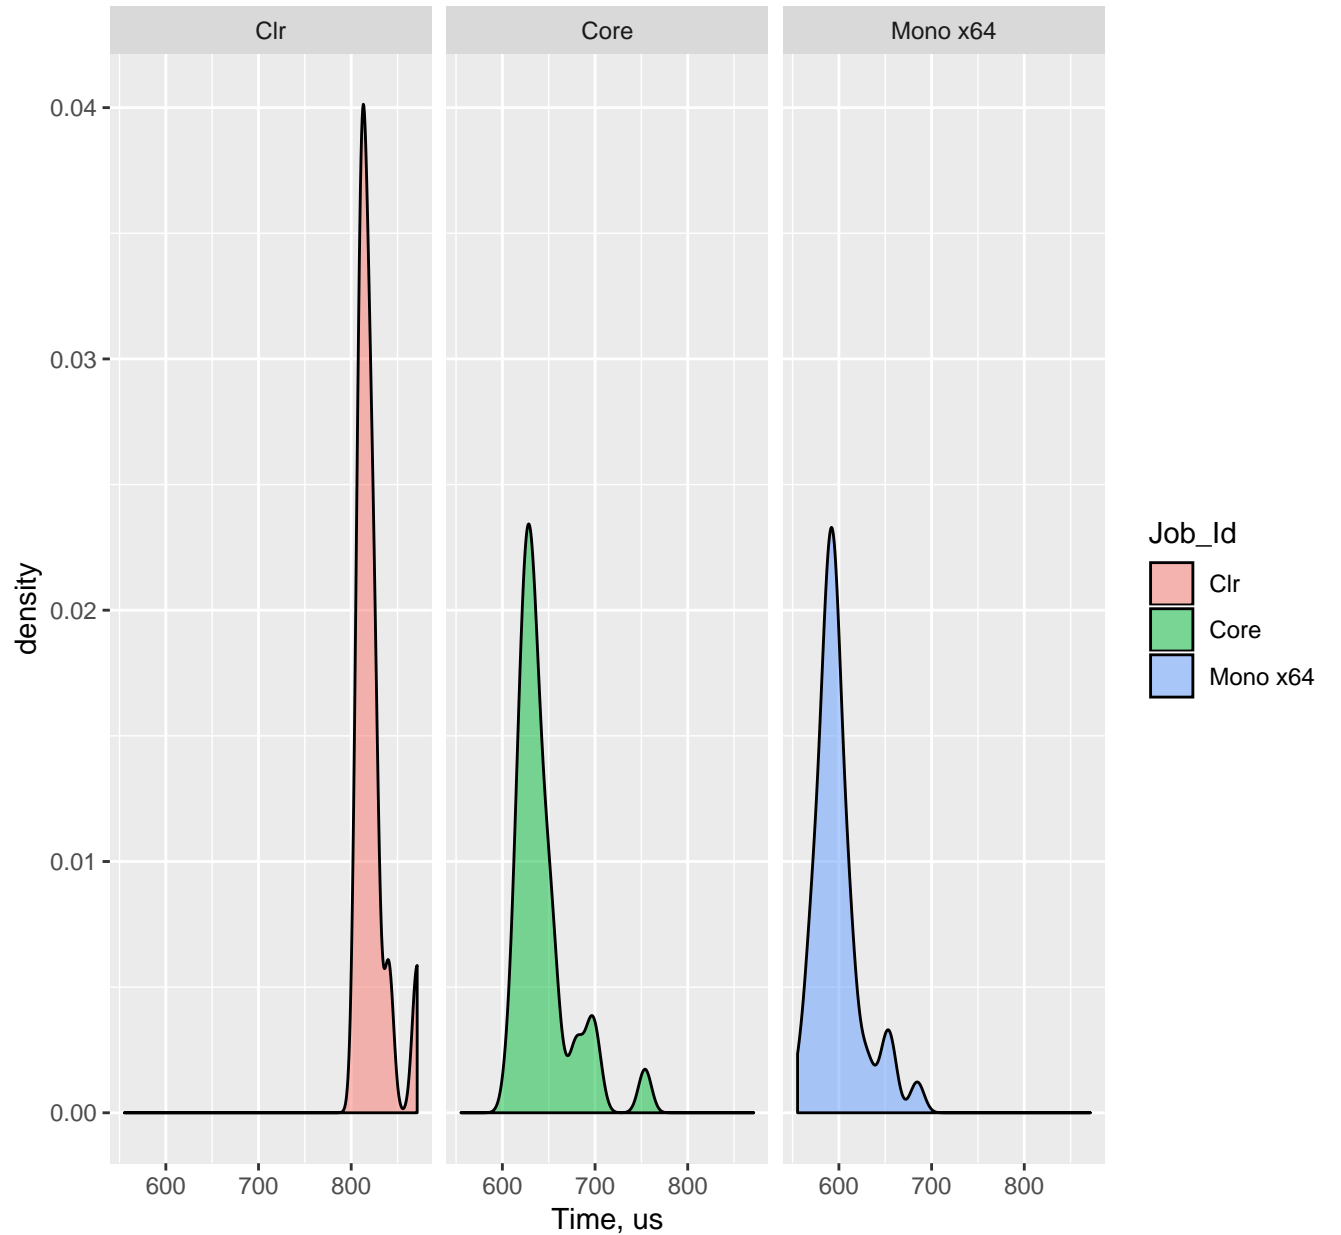 Clr Core Mono x64
0.04
0.03
0.02
0.01
0.00
density
600 700 800 600 700 800 600 700 800
Time, us
Job_Id
Clr
Core
Mono x64